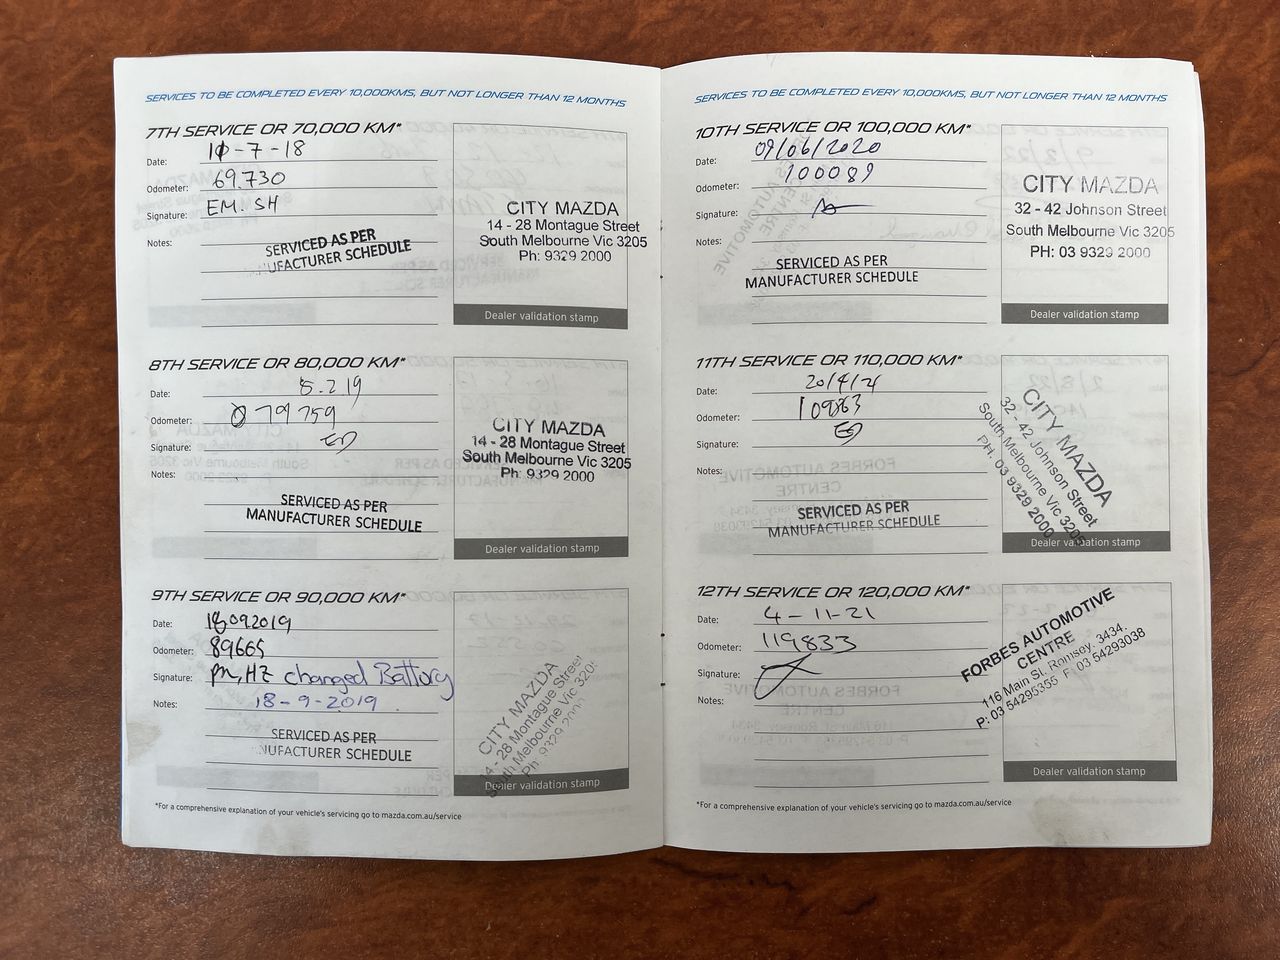 SERVICES TO BE COMPLETED EVERY 10,000KMS, BUT NOT LONGER THAN 12 MONTHS
7TH SERVICE OR 70,000 KM*
Date: 10-7-18
Odometer: 69.730
Signature: EM. SH
Notes:
SERVICED AS PER
MANUFACTURER SCHEDULE
CITY MAZDA
14 - 28 Montague Street
South Melbourne Vic 3205
Ph: 9329 2000
Dealer validation stamp
8TH SERVICE OR 80,000 KM*
Date: 5.2.19
Odometer: 079759
Signature:
Notes:
SERVICED AS PER
MANUFACTURER SCHEDULE
CITY MAZDA
14 - 28 Montague Street
South Melbourne Vic 3205
Ph: 9329 2000
Dealer validation stamp
9TH SERVICE OR 90,000 KM*
Date: 18092019
Odometer: 89665
Signature: PM, HZ changed Battery
Notes: 18-9-2019
SERVICED AS PER
MANUFACTURER SCHEDULE
CITY MAZDA
14 - 28 Montague Street
South Melbourne Vic 3205
Ph: 9329 2000
Dealer validation stamp
*For a comprehensive explanation of your vehicle's servicing go to mazda.com.au/service
SERVICES TO BE COMPLETED EVERY 10,000KMS, BUT NOT LONGER THAN 12 MONTHS
10TH SERVICE OR 100,000 KM*
Date: 09/06/2020
Odometer: 100089
Signature:
Notes:
SERVICED AS PER
MANUFACTURER SCHEDULE
CITY MAZDA
32 - 42 Johnson Street
South Melbourne Vic 3205
PH: 03 9329 2000
Dealer validation stamp
11TH SERVICE OR 110,000 KM*
Date: 20/4/21
Odometer: 109863
Signature:
Notes:
SERVICED AS PER
MANUFACTURER SCHEDULE
CITY MAZDA
32 - 42 Johnson Street
South Melbourne Vic 3205
PH: 03 9329 2000
Dealer validation stamp
12TH SERVICE OR 120,000 KM*
Date: 4-11-21
Odometer: 119833
Signature:
Notes:
FORBES AUTOMOTIVE
CENTRE
116 Main St, Romsey, 3434.
P: 03 54295355 F: 03 54293038
Dealer validation stamp
*For a comprehensive explanation of your vehicle's servicing go to mazda.com.au/service